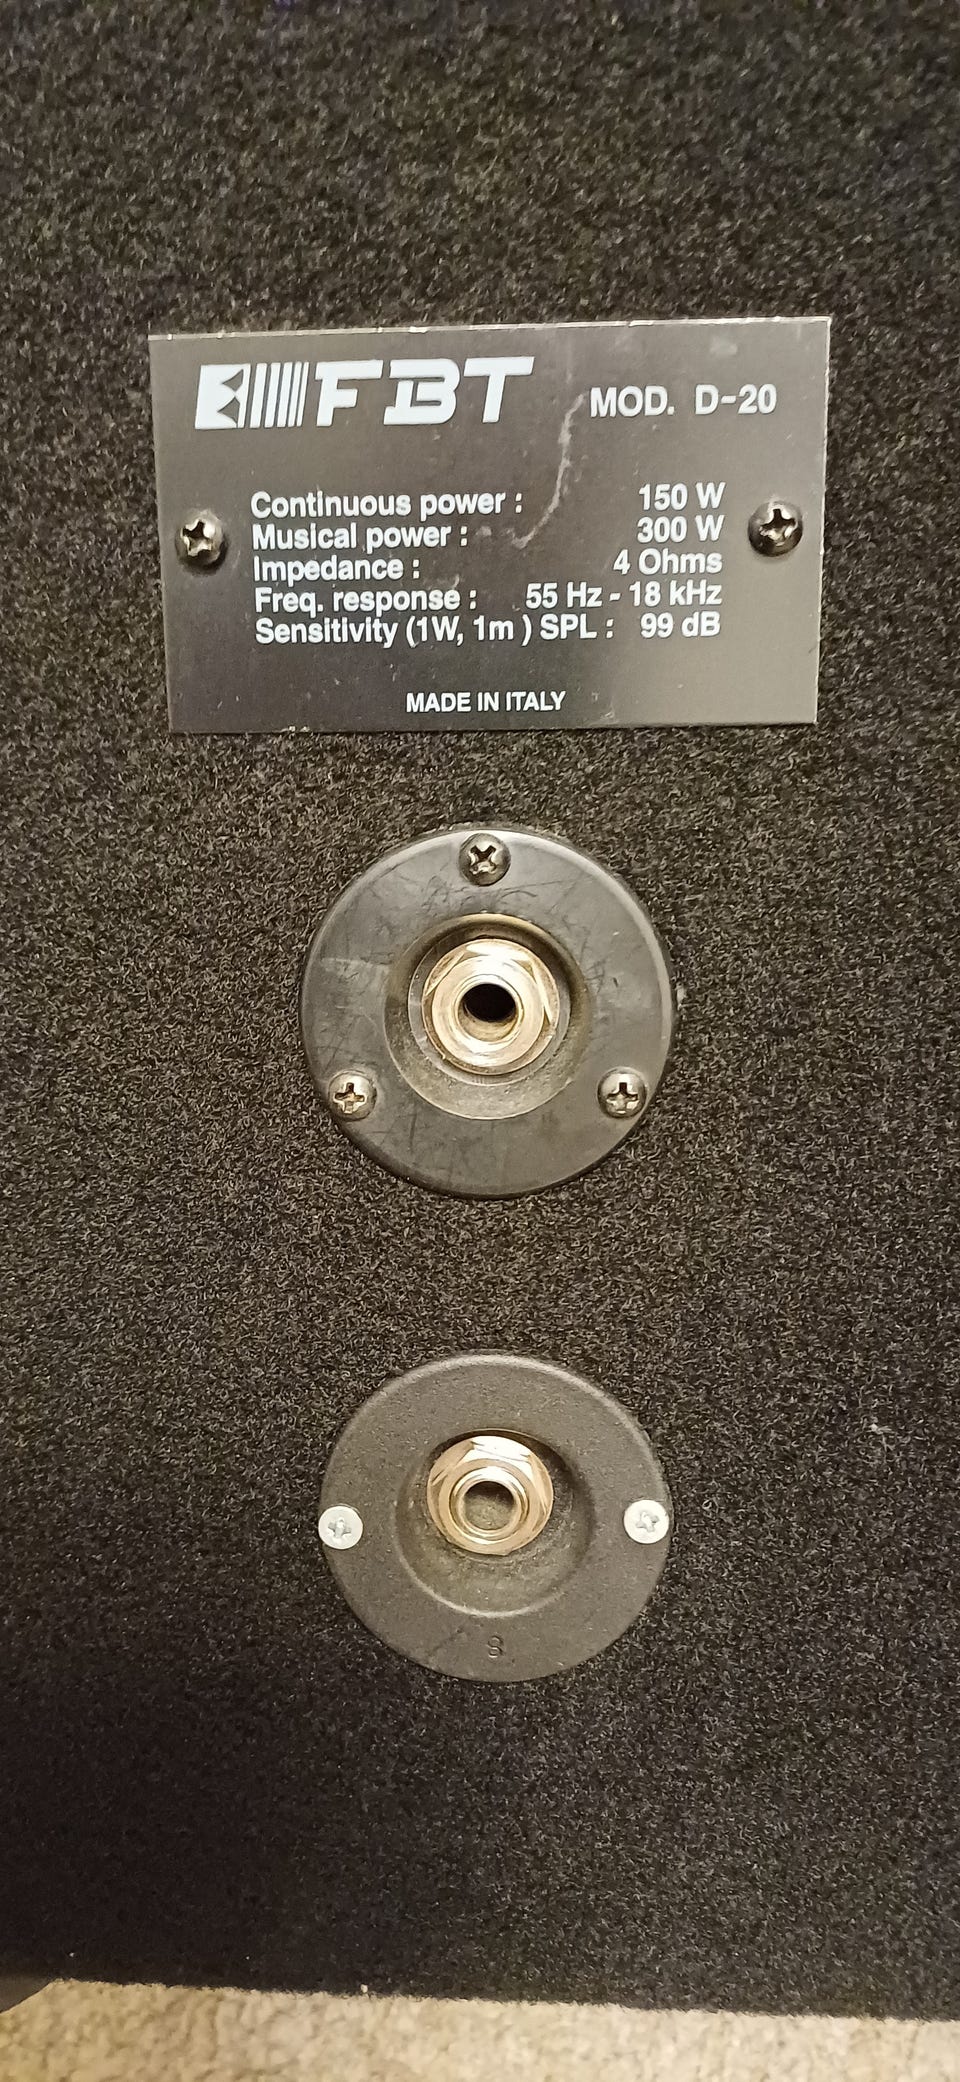 FBT MOD. D-20
Continuous power : 150 W
Musical power : 300 W
Impedance : 4 Ohms
Freq. response : 55 Hz - 18 kHz
Sensitivity (1W, 1m ) SPL : 99 dB
MADE IN ITALY
8